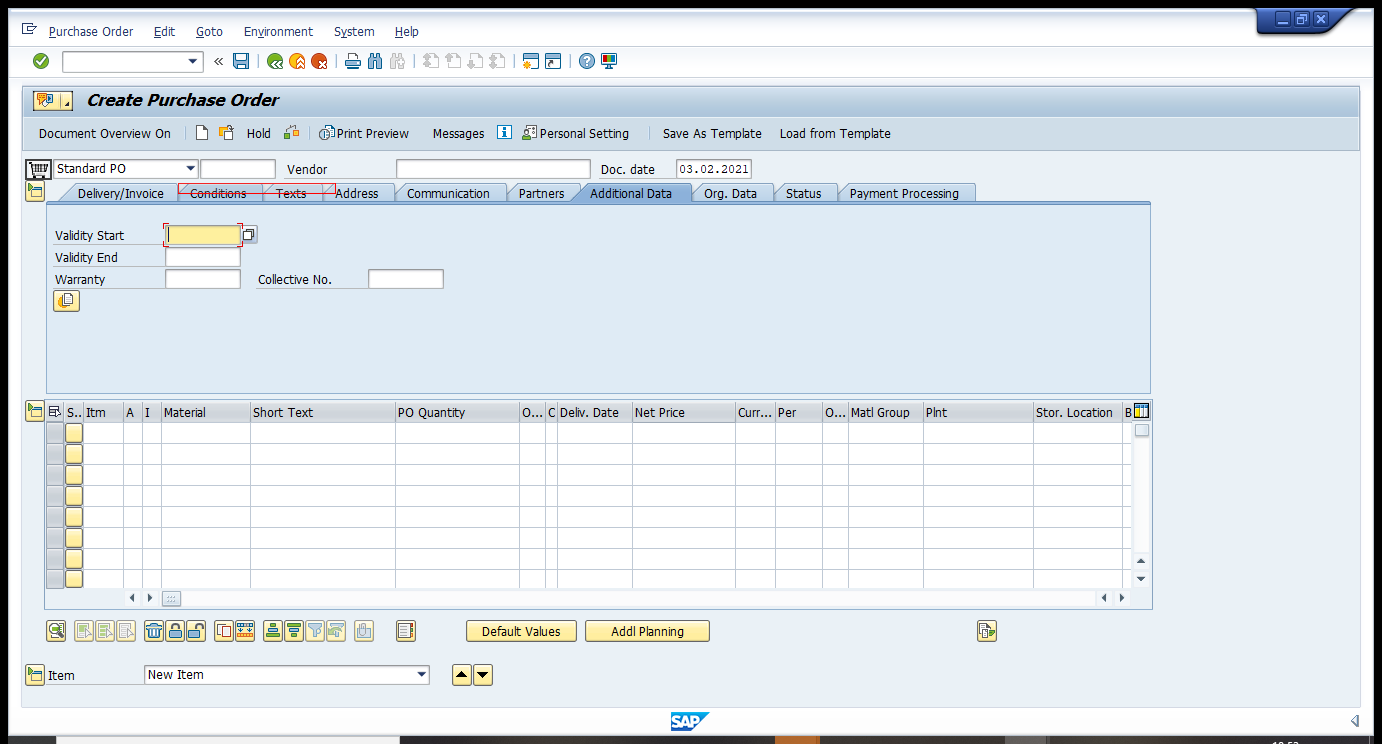 Purchase Order Edit Goto Environment System Help
Create Purchase Order
Document Overview On Hold Print Preview Messages Personal Setting Save As Template Load from Template
Standard PO Vendor Doc. date 03.02.2021
Delivery/Invoice Conditions Texts Address Communication Partners Additional Data Org. Data Status Payment Processing
Validity Start
Validity End
Warranty Collective No.
S.. Itm A I Material Short Text PO Quantity O... C Deliv. Date Net Price Curr... Per O... Matl Group Plnt Stor. Location B
Default Values Addl Planning
Item New Item
SAP